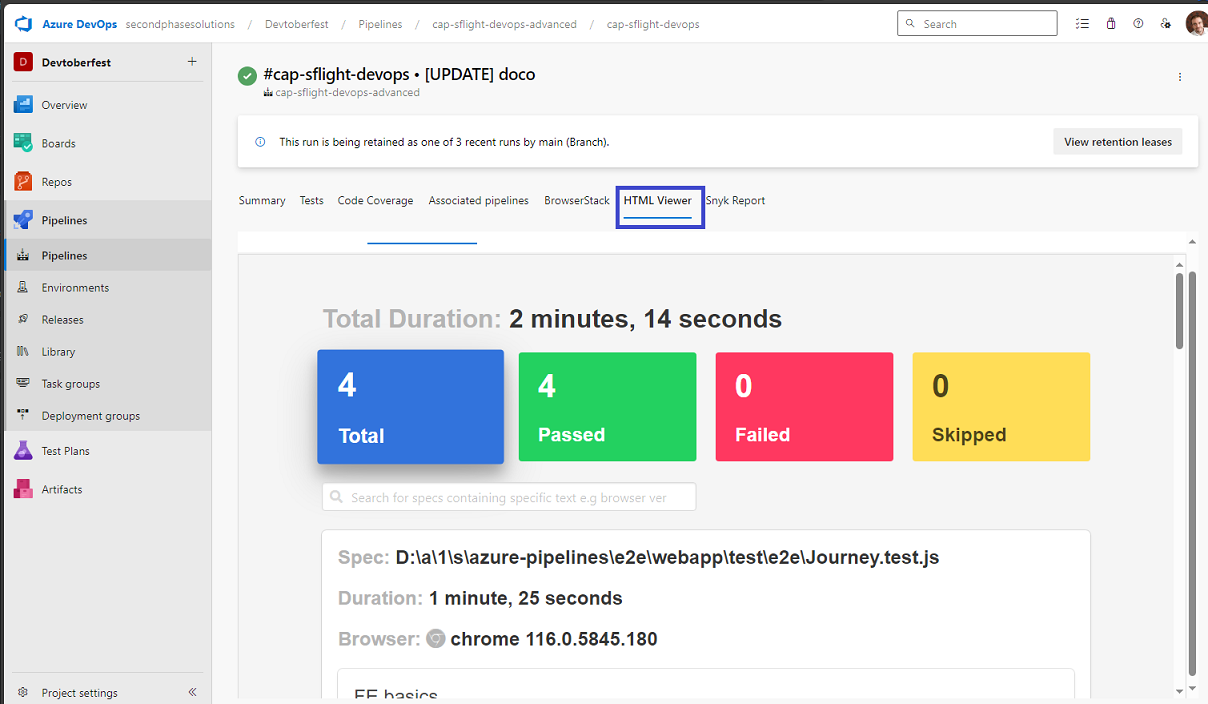 Azure DevOps secondphasesolutions / Devtoberfest / Pipelines / cap-sflight-devops-advanced / cap-sflight-devops
Search
D Devtoberfest +
Overview
Boards
Repos
Pipelines
Pipelines
Environments
Releases
Library
Task groups
Deployment groups
Test Plans
Artifacts
Project settings
#cap-sflight-devops • [UPDATE] doco
cap-sflight-devops-advanced
This run is being retained as one of 3 recent runs by main (Branch).
View retention leases
Summary Tests Code Coverage Associated pipelines BrowserStack HTML Viewer Snyk Report
Total Duration: 2 minutes, 14 seconds
4
Total
4
Passed
0
Failed
0
Skipped
Search for specs containing specific text e.g browser ver
Spec: D:\a\1\s\azure-pipelines\e2e\webapp\test\e2e\Journey.test.js
Duration: 1 minute, 25 seconds
Browser: chrome 116.0.5845.180